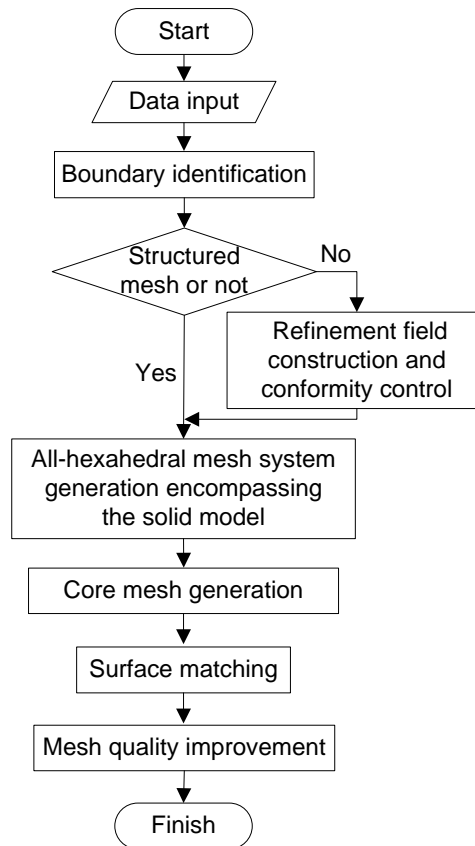 Start
Data input
Boundary identification
Structured
mesh or not
No
Refinement field
construction and
conformity control
Yes
All-hexahedral mesh system
generation encompassing
the solid model
Core mesh generation
Surface matching
Mesh quality improvement
Finish